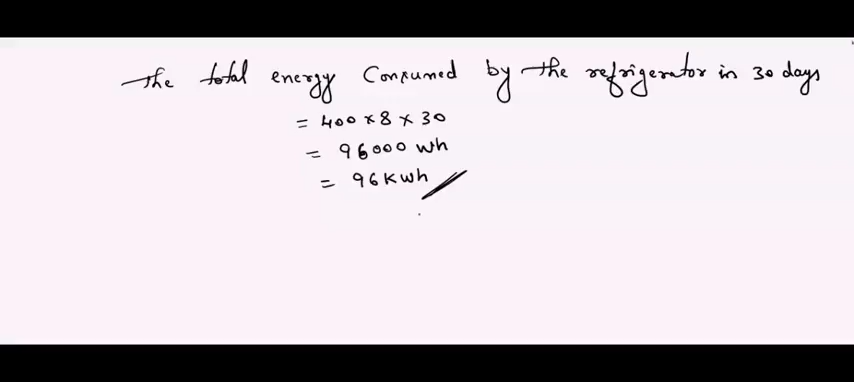 The total energy consumed by the refrigerator in 30 days
= 400 × 8 × 30
= 96000 Wh
= 96 KWh